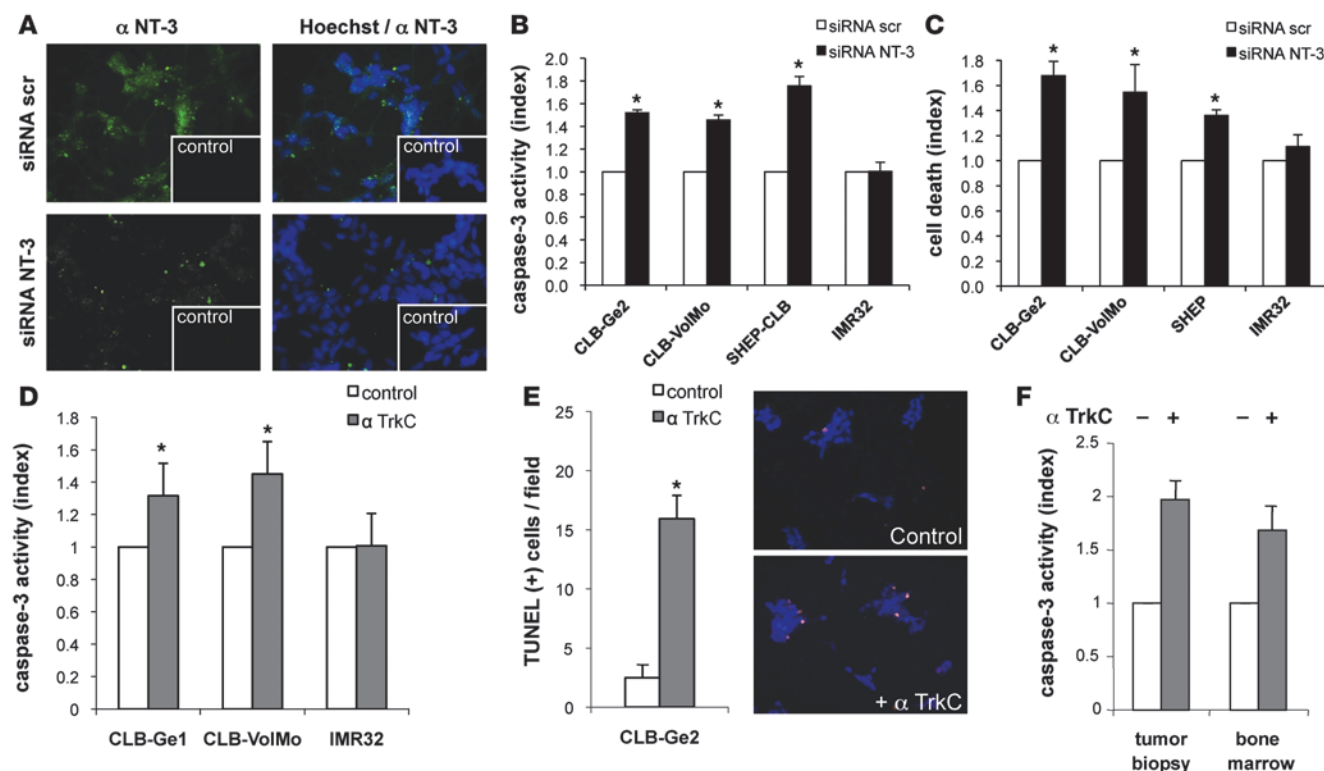 A
α NT-3
Hoechst / α NT-3
siRNA scr
control
control
siRNA NT-3
control
control
B
siRNA scr
siRNA NT-3
caspase-3 activity (index)
2.0
1.8
1.6
1.4
1.2
1.0
0.8
0.6
0.4
0.2
0.0
* * *
CLB-Ge2
CLB-VolMo
SHEP-CLB
IMR32
C
siRNA scr
siRNA NT-3
cell death (index)
1.8
1.6
1.4
1.2
1.0
0.8
0.6
0.4
0.2
0.0
* * *
CLB-Ge2
CLB-VolMo
SHEP
IMR32
D
control
α TrkC
caspase-3 activity (index)
1.8
1.6
1.4
1.2
1
0.8
0.6
0.4
0.2
0
* *
CLB-Ge1
CLB-VolMo
IMR32
E
control
α TrkC
TUNEL (+) cells / field
25
20
15
10
5
0
*
CLB-Ge2
Control
+ α TrkC
F
α TrkC – + – +
caspase-3 activity (index)
2.5
2
1.5
1
0.5
0
tumor biopsy
bone marrow